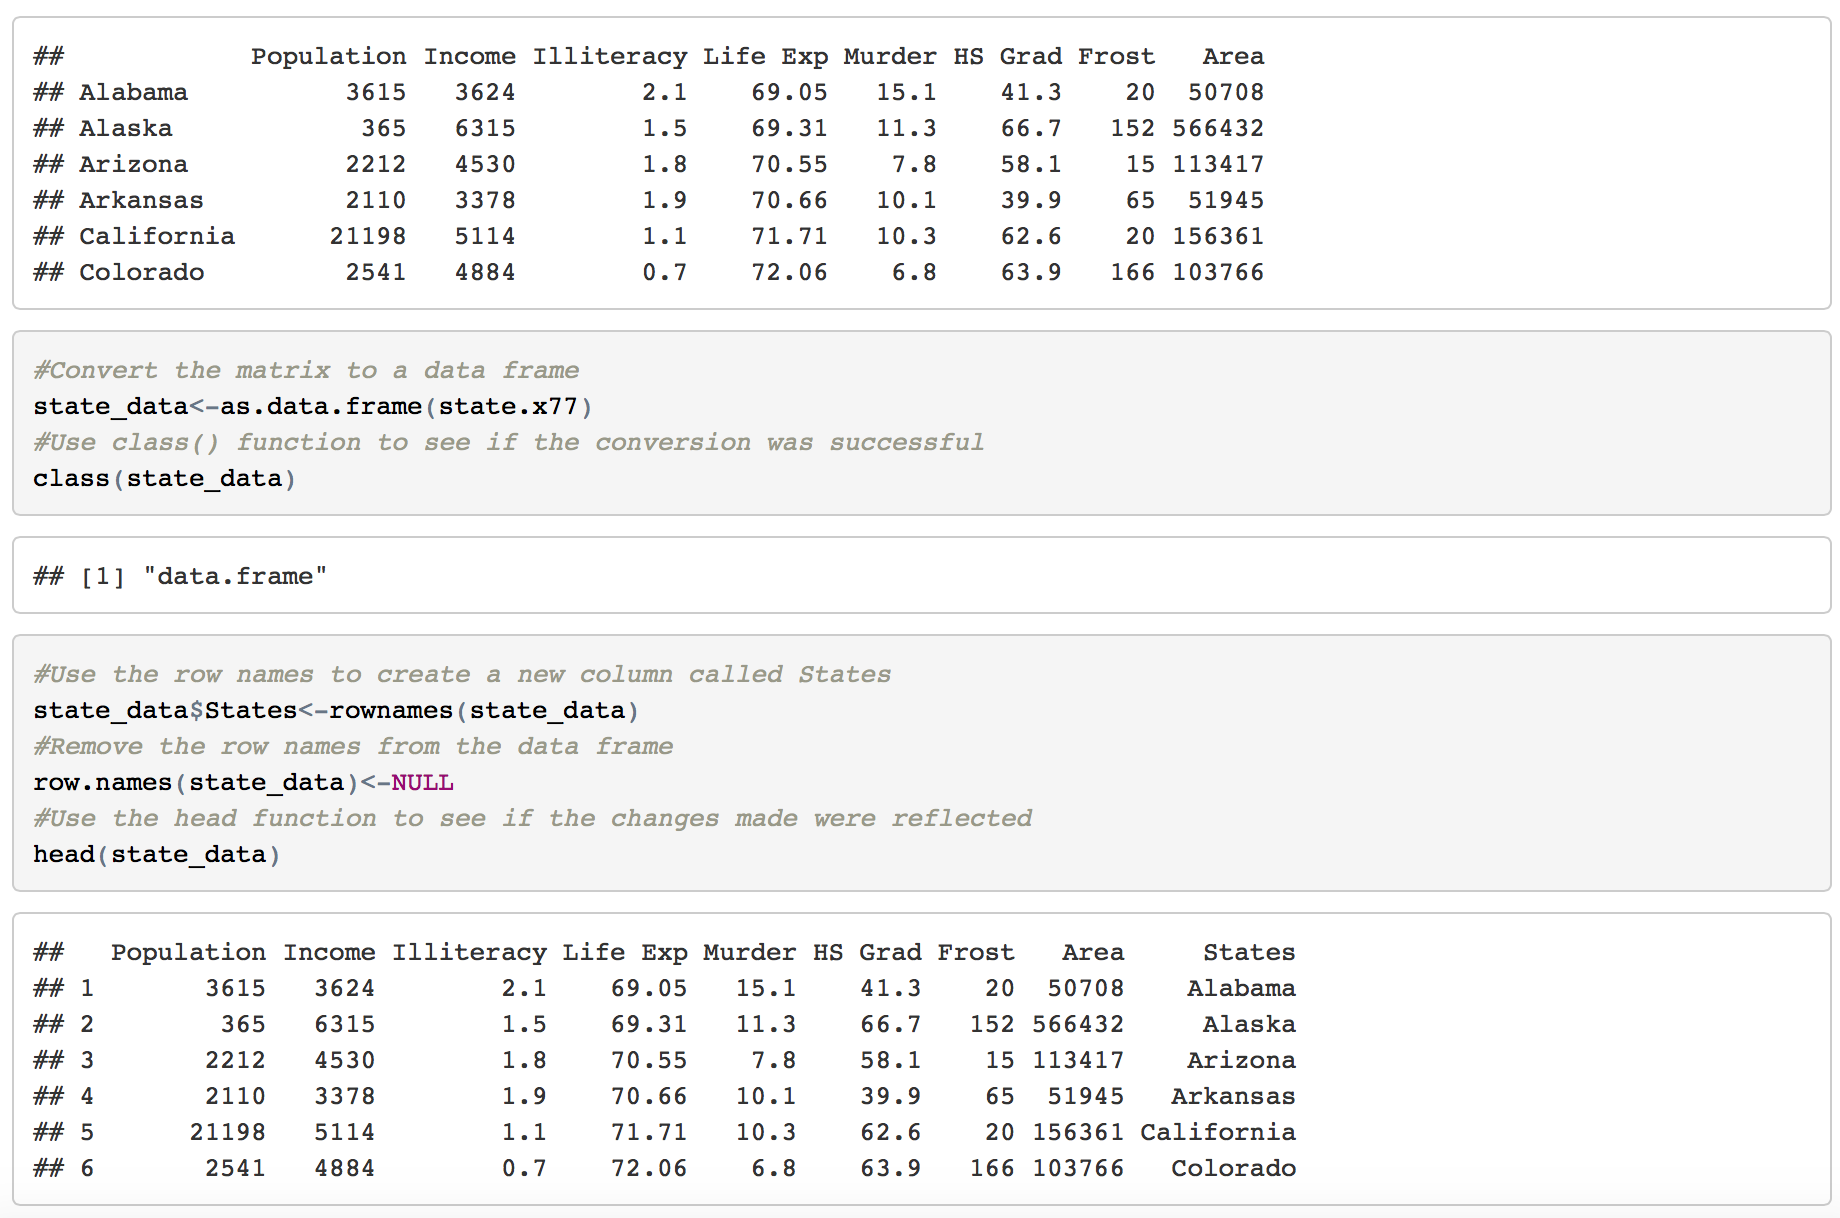 ##            Population Income Illiteracy Life Exp Murder HS Grad Frost   Area
## Alabama          3615   3624        2.1    69.05   15.1    41.3    20  50708
## Alaska            365   6315        1.5    69.31   11.3    66.7   152 566432
## Arizona          2212   4530        1.8    70.55    7.8    58.1    15 113417
## Arkansas         2110   3378        1.9    70.66   10.1    39.9    65  51945
## California      21198   5114        1.1    71.71   10.3    62.6    20 156361
## Colorado         2541   4884        0.7    72.06    6.8    63.9   166 103766
#Convert the matrix to a data frame
state_data<-as.data.frame(state.x77)
#Use class() function to see if the conversion was successful
class(state_data)
## [1] "data.frame"
#Use the row names to create a new column called States
state_data$States<-rownames(state_data)
#Remove the row names from the data frame
row.names(state_data)<-NULL
#Use the head function to see if the changes made were reflected
head(state_data)
##   Population Income Illiteracy Life Exp Murder HS Grad Frost   Area     States
## 1       3615   3624        2.1    69.05   15.1    41.3    20  50708    Alabama
## 2        365   6315        1.5    69.31   11.3    66.7   152 566432     Alaska
## 3       2212   4530        1.8    70.55    7.8    58.1    15 113417    Arizona
## 4       2110   3378        1.9    70.66   10.1    39.9    65  51945   Arkansas
## 5      21198   5114        1.1    71.71   10.3    62.6    20 156361 California
## 6       2541   4884        0.7    72.06    6.8    63.9   166 103766   Colorado